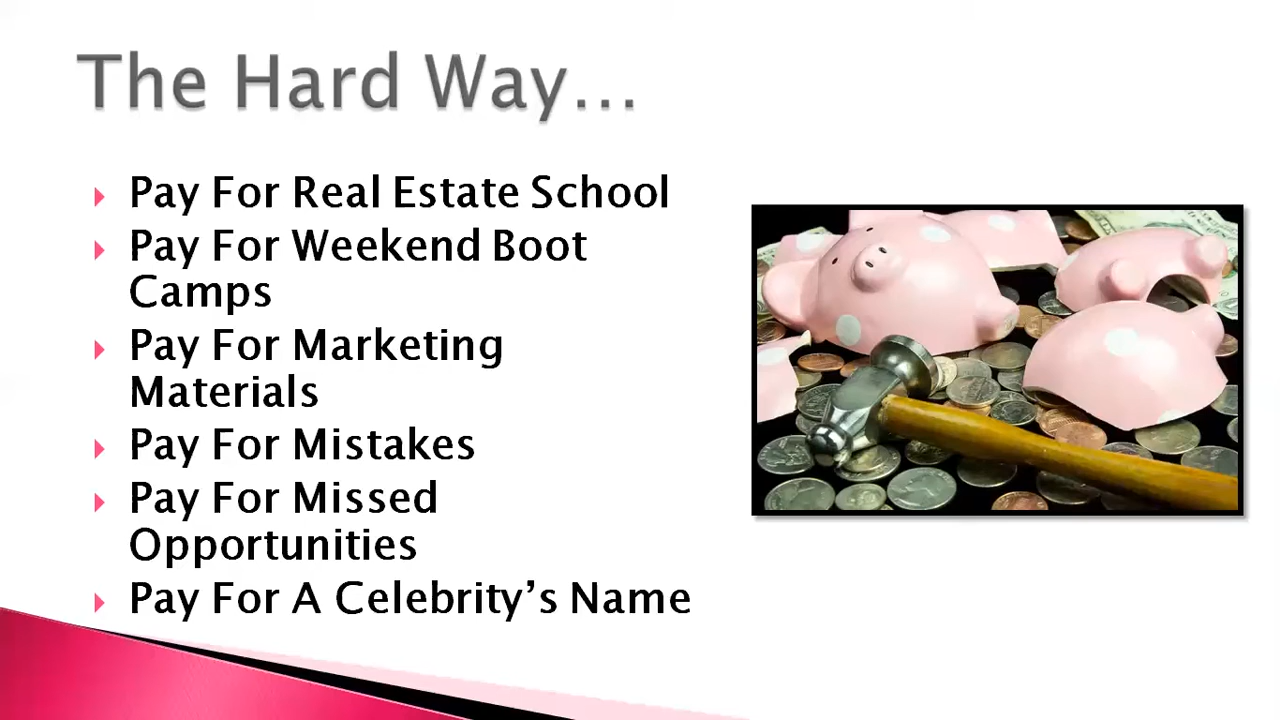 The Hard Way...
Pay For Real Estate School
Pay For Weekend Boot
Camps
Pay For Marketing
Materials
Pay For Mistakes
Pay For Missed
Opportunities
Pay For A Celebrity’s Name